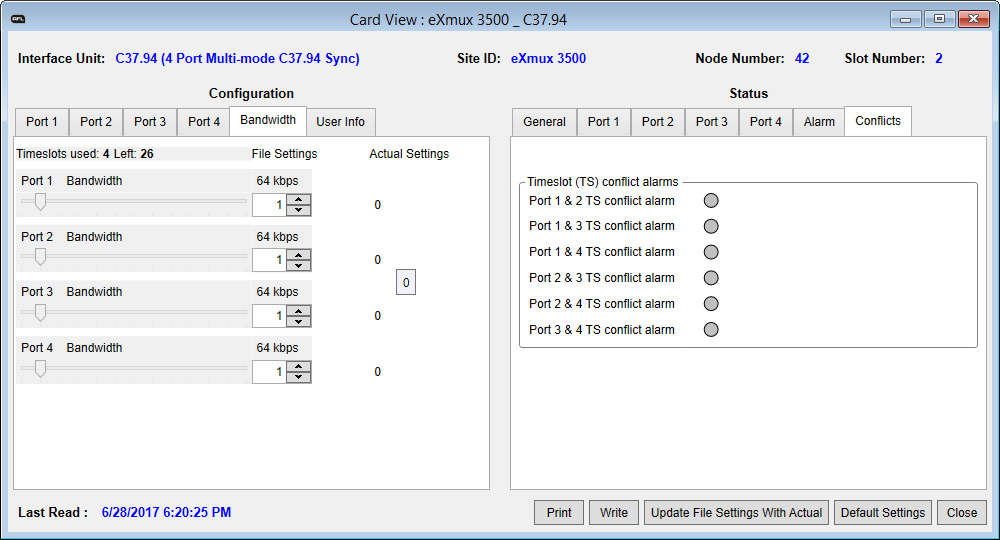 RFL
Card View : eXmux 3500 _ C37.94
Interface Unit: C37.94 (4 Port Multi-mode C37.94 Sync) Site ID: eXmux 3500 Node Number: 42 Slot Number: 2
Configuration
Port 1 Port 2 Port 3 Port 4 Bandwidth User Info
Timeslots used: 4 Left: 26 File Settings Actual Settings
Port 1 Bandwidth 64 kbps
1 0
Port 2 Bandwidth 64 kbps
1 0
0
Port 3 Bandwidth 64 kbps
1 0
Port 4 Bandwidth 64 kbps
1 0
Status
General Port 1 Port 2 Port 3 Port 4 Alarm Conflicts
Timeslot (TS) conflict alarms
Port 1 & 2 TS conflict alarm
Port 1 & 3 TS conflict alarm
Port 1 & 4 TS conflict alarm
Port 2 & 3 TS conflict alarm
Port 2 & 4 TS conflict alarm
Port 3 & 4 TS conflict alarm
Last Read : 6/28/2017 6:20:25 PM
Print Write Update File Settings With Actual Default Settings Close